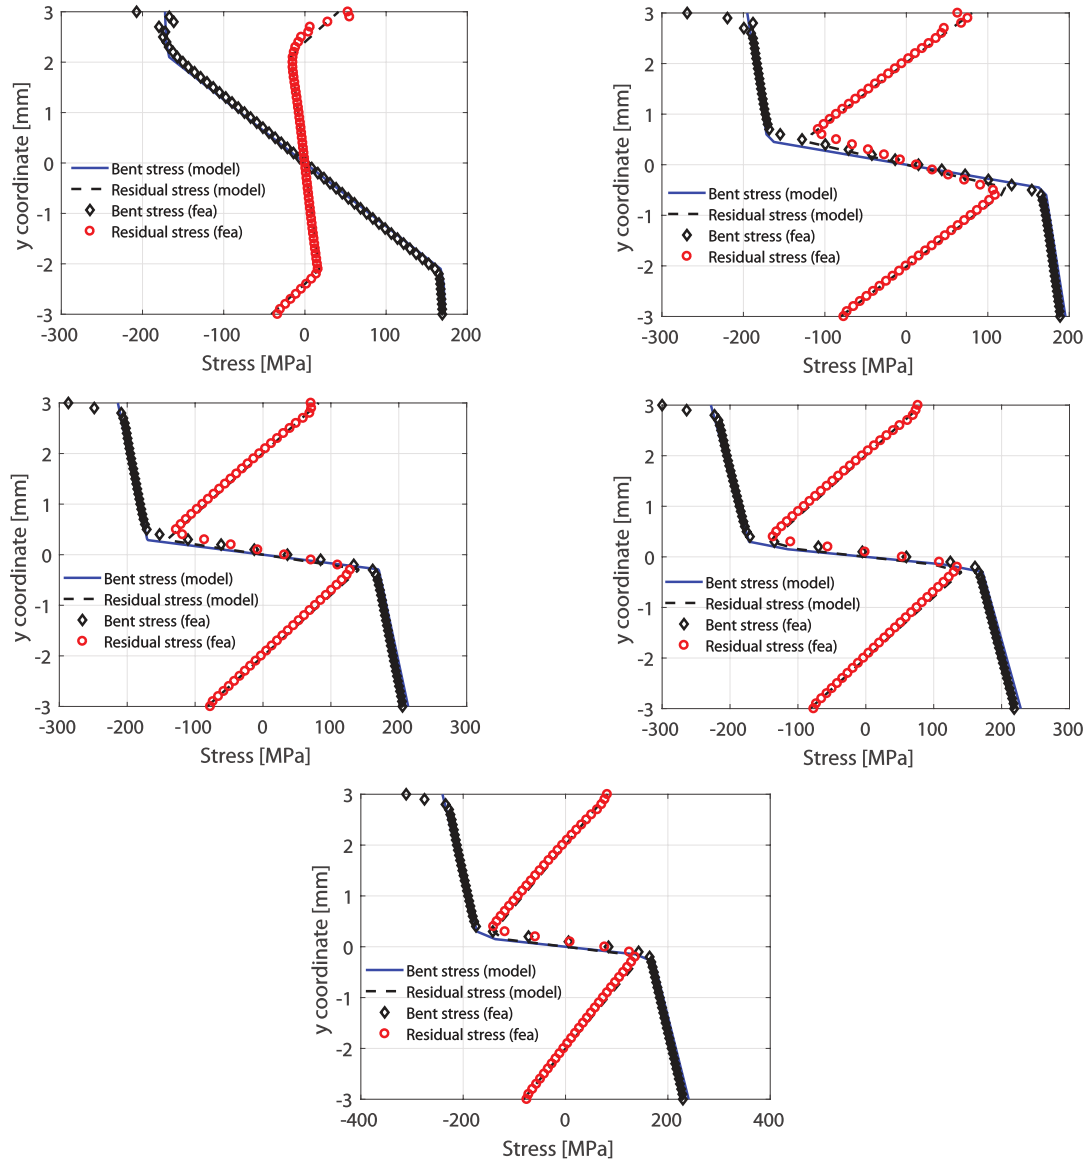 3
2
1
0
-1
-2
-3
y coordinate [mm]
Bent stress (model)
Residual stress (model)
Bent stress (fea)
Residual stress (fea)
-300 -200 -100 0 100 200
Stress [MPa]
3
2
1
0
-1
-2
-3
y coordinate [mm]
Bent stress (model)
Residual stress (model)
Bent stress (fea)
Residual stress (fea)
-300 -200 -100 0 100 200
Stress [MPa]
3
2
1
0
-1
-2
-3
y coordinate [mm]
Bent stress (model)
Residual stress (model)
Bent stress (fea)
Residual stress (fea)
-300 -200 -100 0 100 200 300
Stress [MPa]
3
2
1
0
-1
-2
-3
y coordinate [mm]
Bent stress (model)
Residual stress (model)
Bent stress (fea)
Residual stress (fea)
-300 -200 -100 0 100 200 300
Stress [MPa]
3
2
1
0
-1
-2
-3
y coordinate [mm]
Bent stress (model)
Residual stress (model)
Bent stress (fea)
Residual stress (fea)
-400 -200 0 200 400
Stress [MPa]